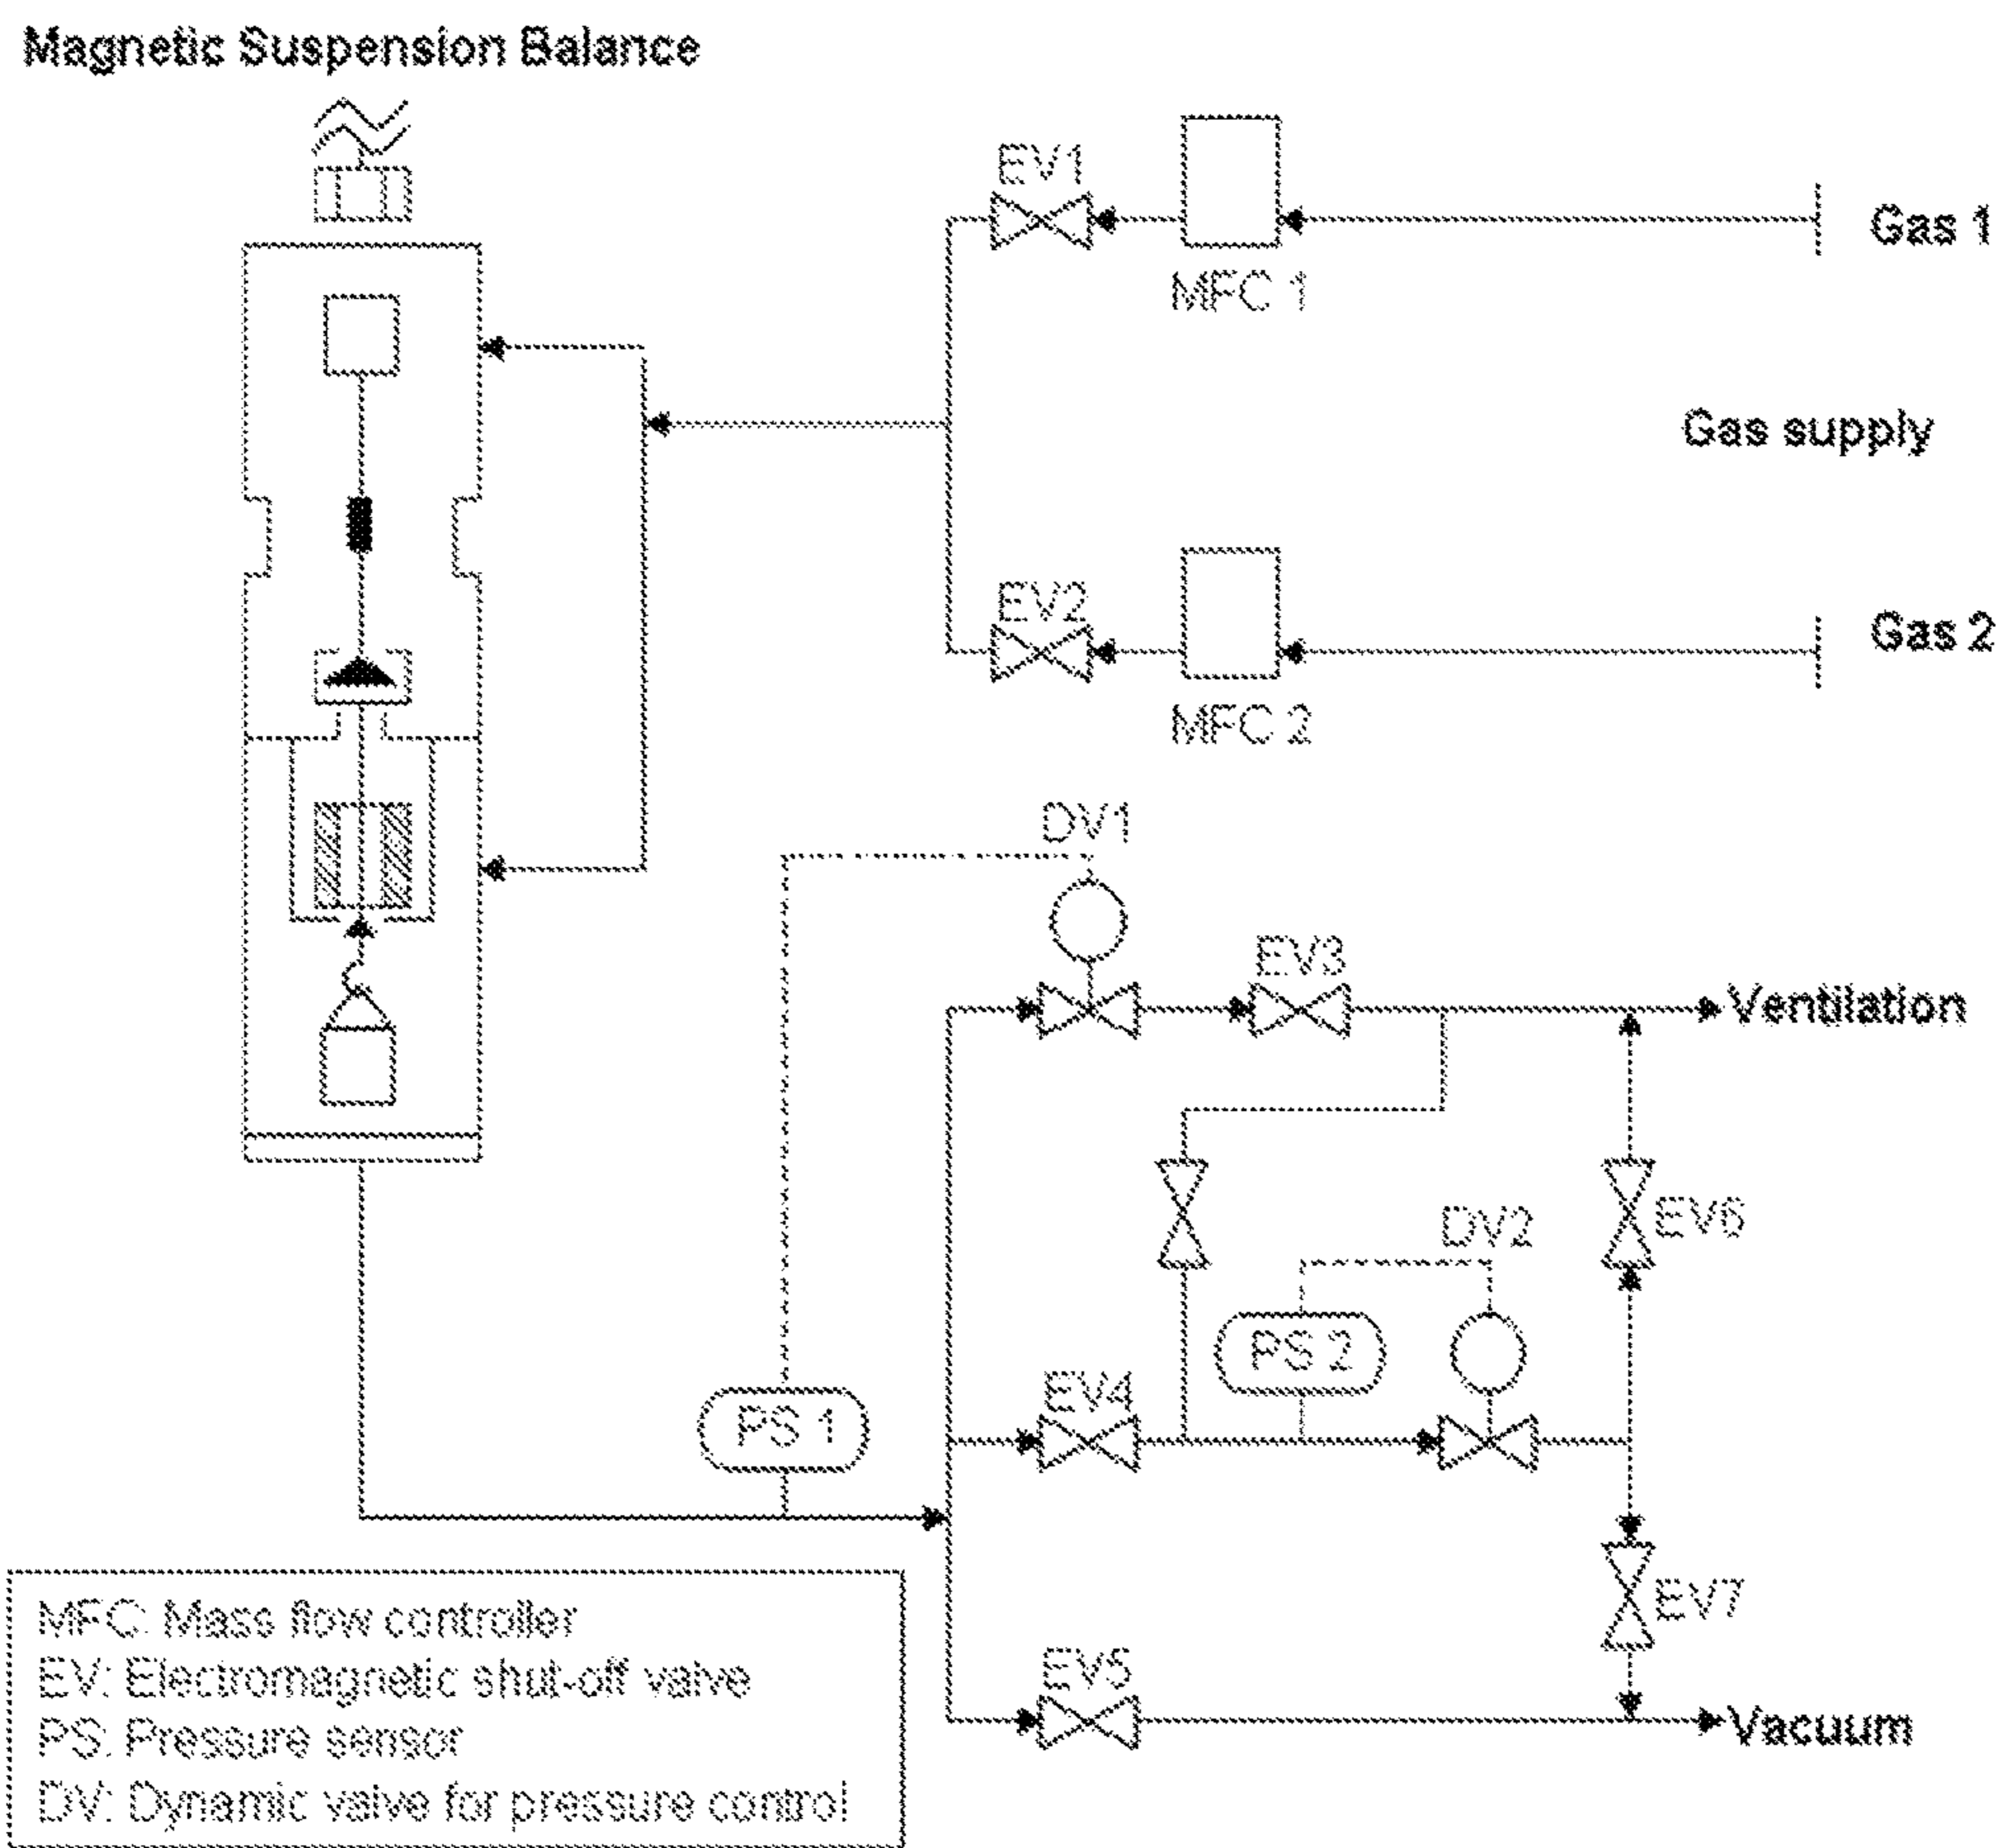 Magnetic Suspension Balance
EV1
Gas 1
MFC 1
Gas supply
EV2
Gas 2
MFC 2
DV1
EV3
Ventilation
EV6
DV2
PS 2
EV4
PS 1
EV7
EV5
Vacuum
MFC: Mass flow controller
EV: Electromagnetic shut-off valve
PS: Pressure sensor
DV: Dynamic valve for pressure control